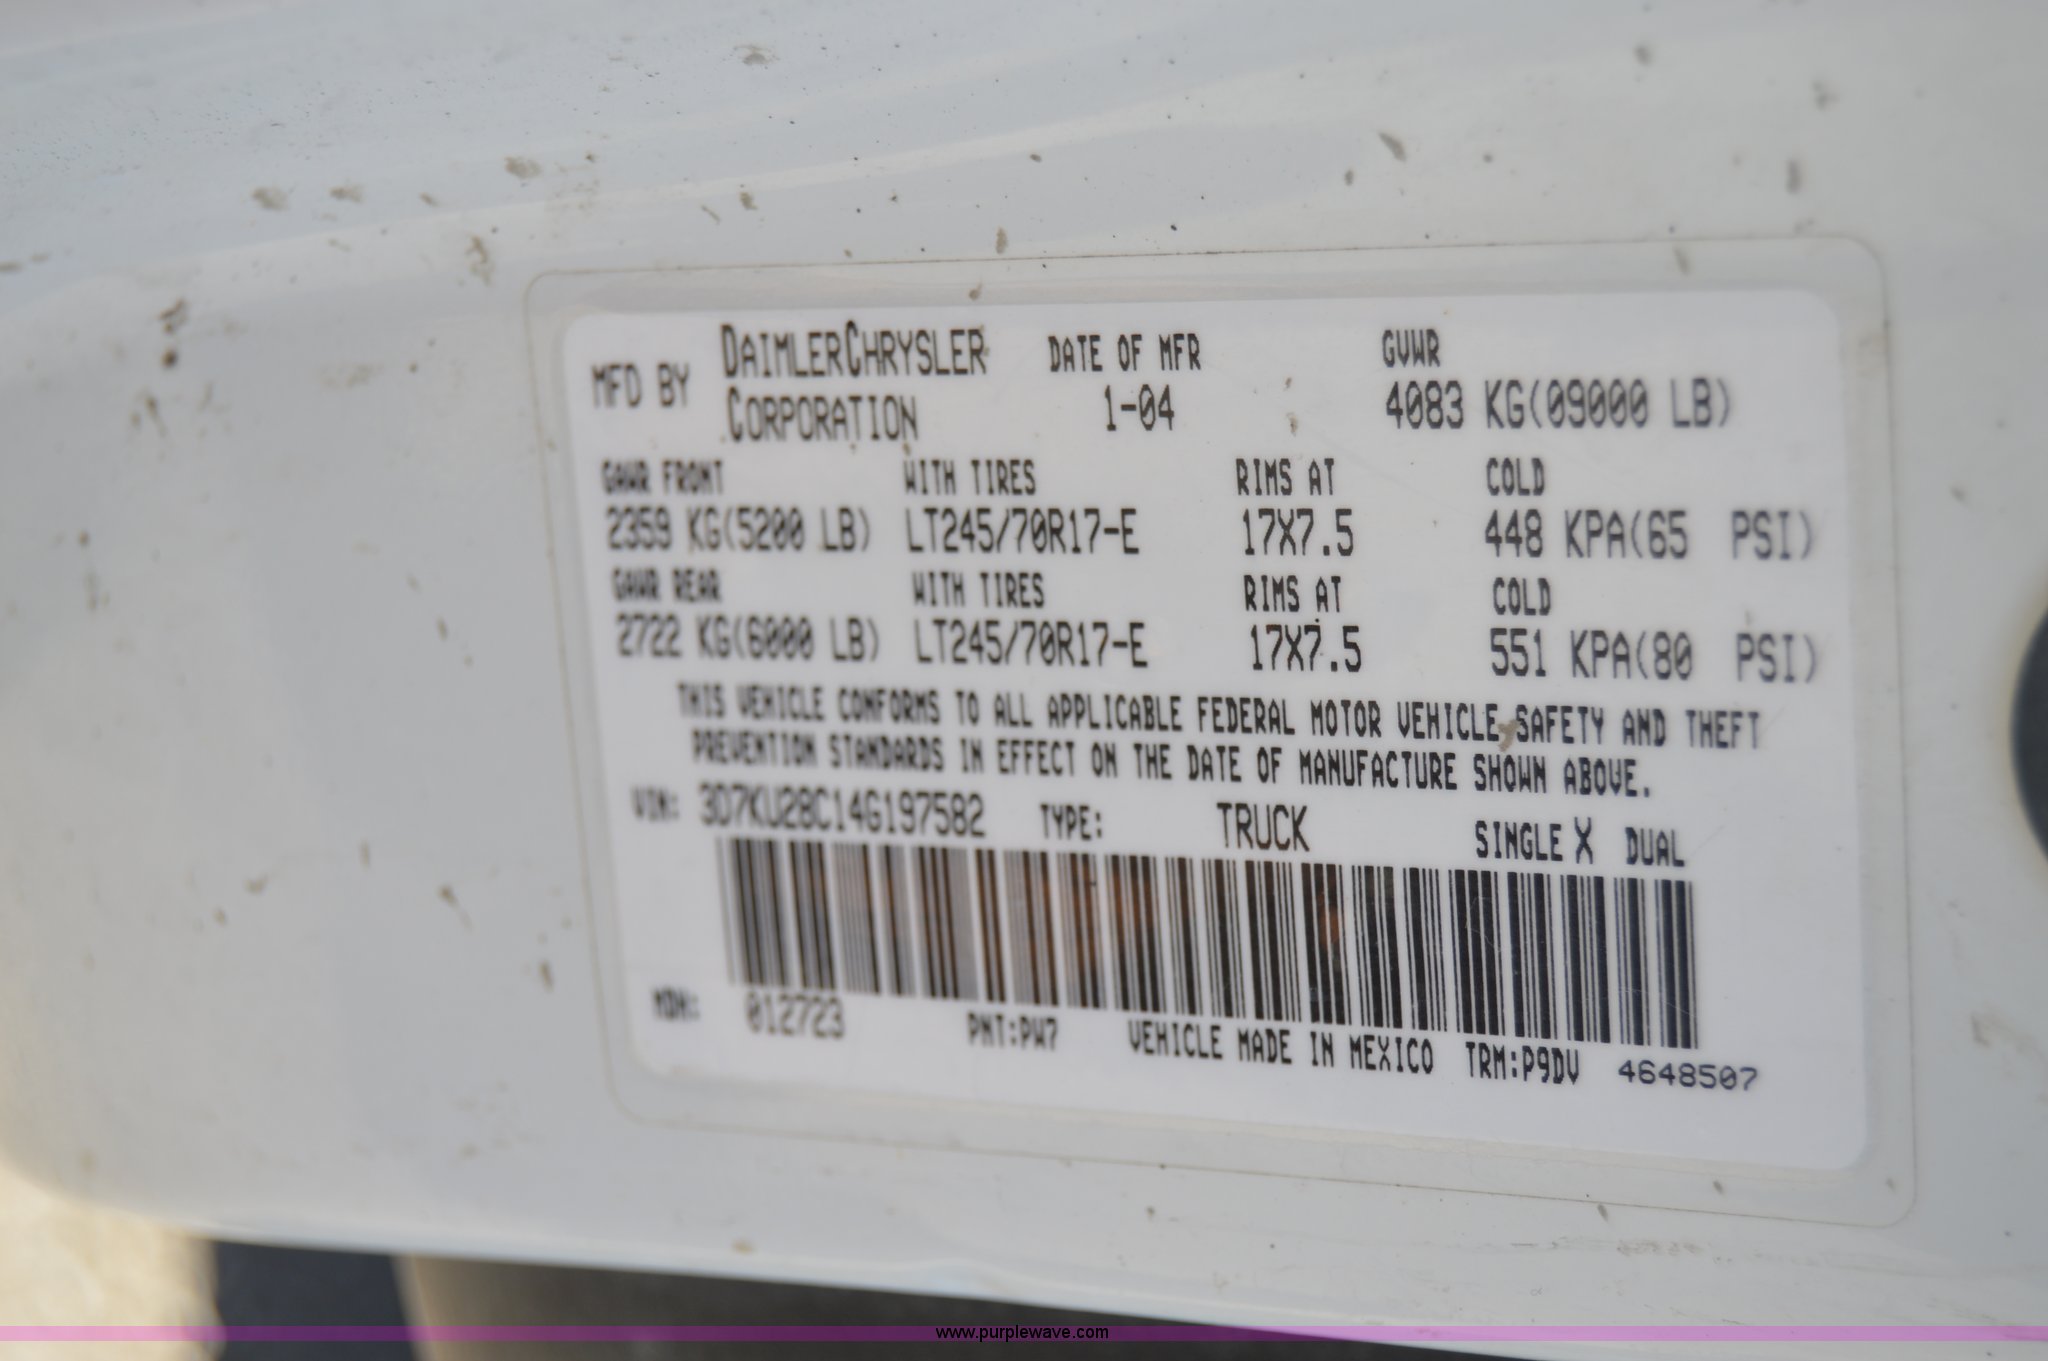 MFD BY DAIMLERCHRYSLER CORPORATION
DATE OF MFR 1-04
GVWR 4083 KG(09000 LB)
GAWR FRONT WITH TIRES RIMS AT COLD
2359 KG(5200 LB) LT245/70R17-E 17X7.5 448 KPA(65 PSI)
GAWR REAR WITH TIRES RIMS AT COLD
2722 KG(6000 LB) LT245/70R17-E 17X7.5 551 KPA(80 PSI)
THIS VEHICLE CONFORMS TO ALL APPLICABLE FEDERAL MOTOR VEHICLE SAFETY AND THEFT
PREVENTION STANDARDS IN EFFECT ON THE DATE OF MANUFACTURE SHOWN ABOVE.
VIN: 3D7KU28C14G197582 TYPE: TRUCK SINGLE X DUAL
MDH: 012723 PNT:PW7 VEHICLE MADE IN MEXICO TRM:P9DV 4648507
www.purplewave.com